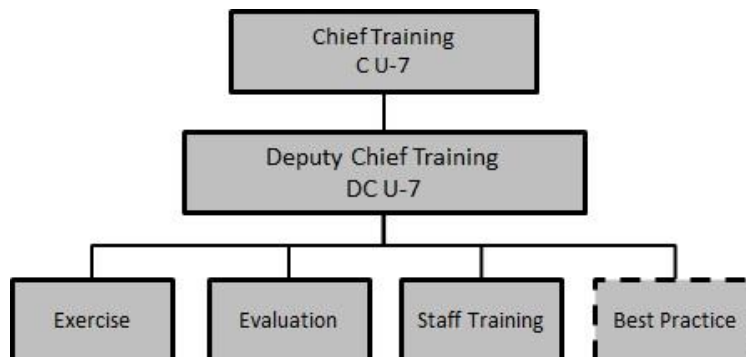 Chief Training
C U-7
Deputy Chief Training
DC U-7
Exercise
Evaluation
Staff Training
Best Practice